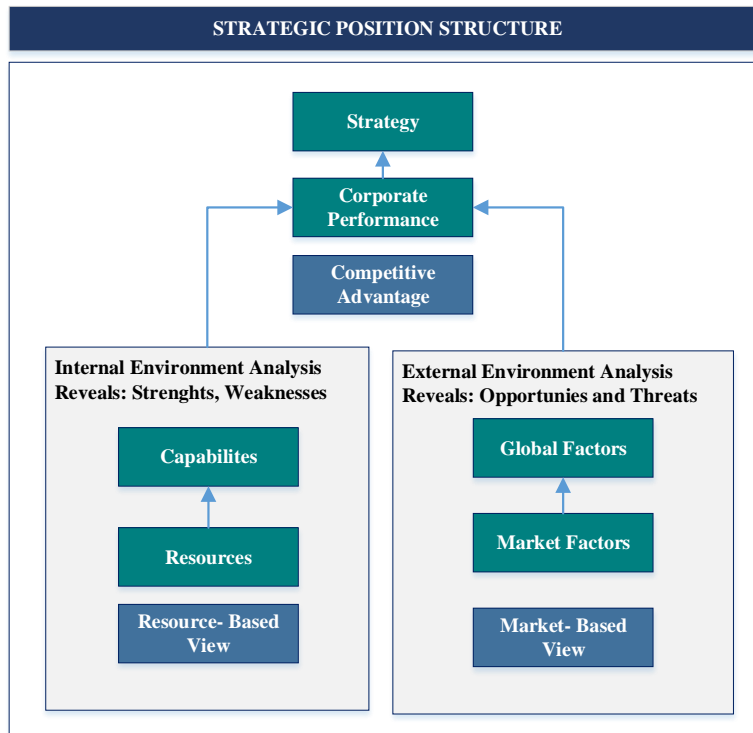 STRATEGIC POSITION STRUCTURE
Strategy
Corporate
Performance
Competitive
Advantage
Internal Environment Analysis
Reveals: Strenghts, Weaknesses
Capabilites
Resources
Resource- Based
View
External Environment Analysis
Reveals: Opportunies and Threats
Global Factors
Market Factors
Market- Based
View